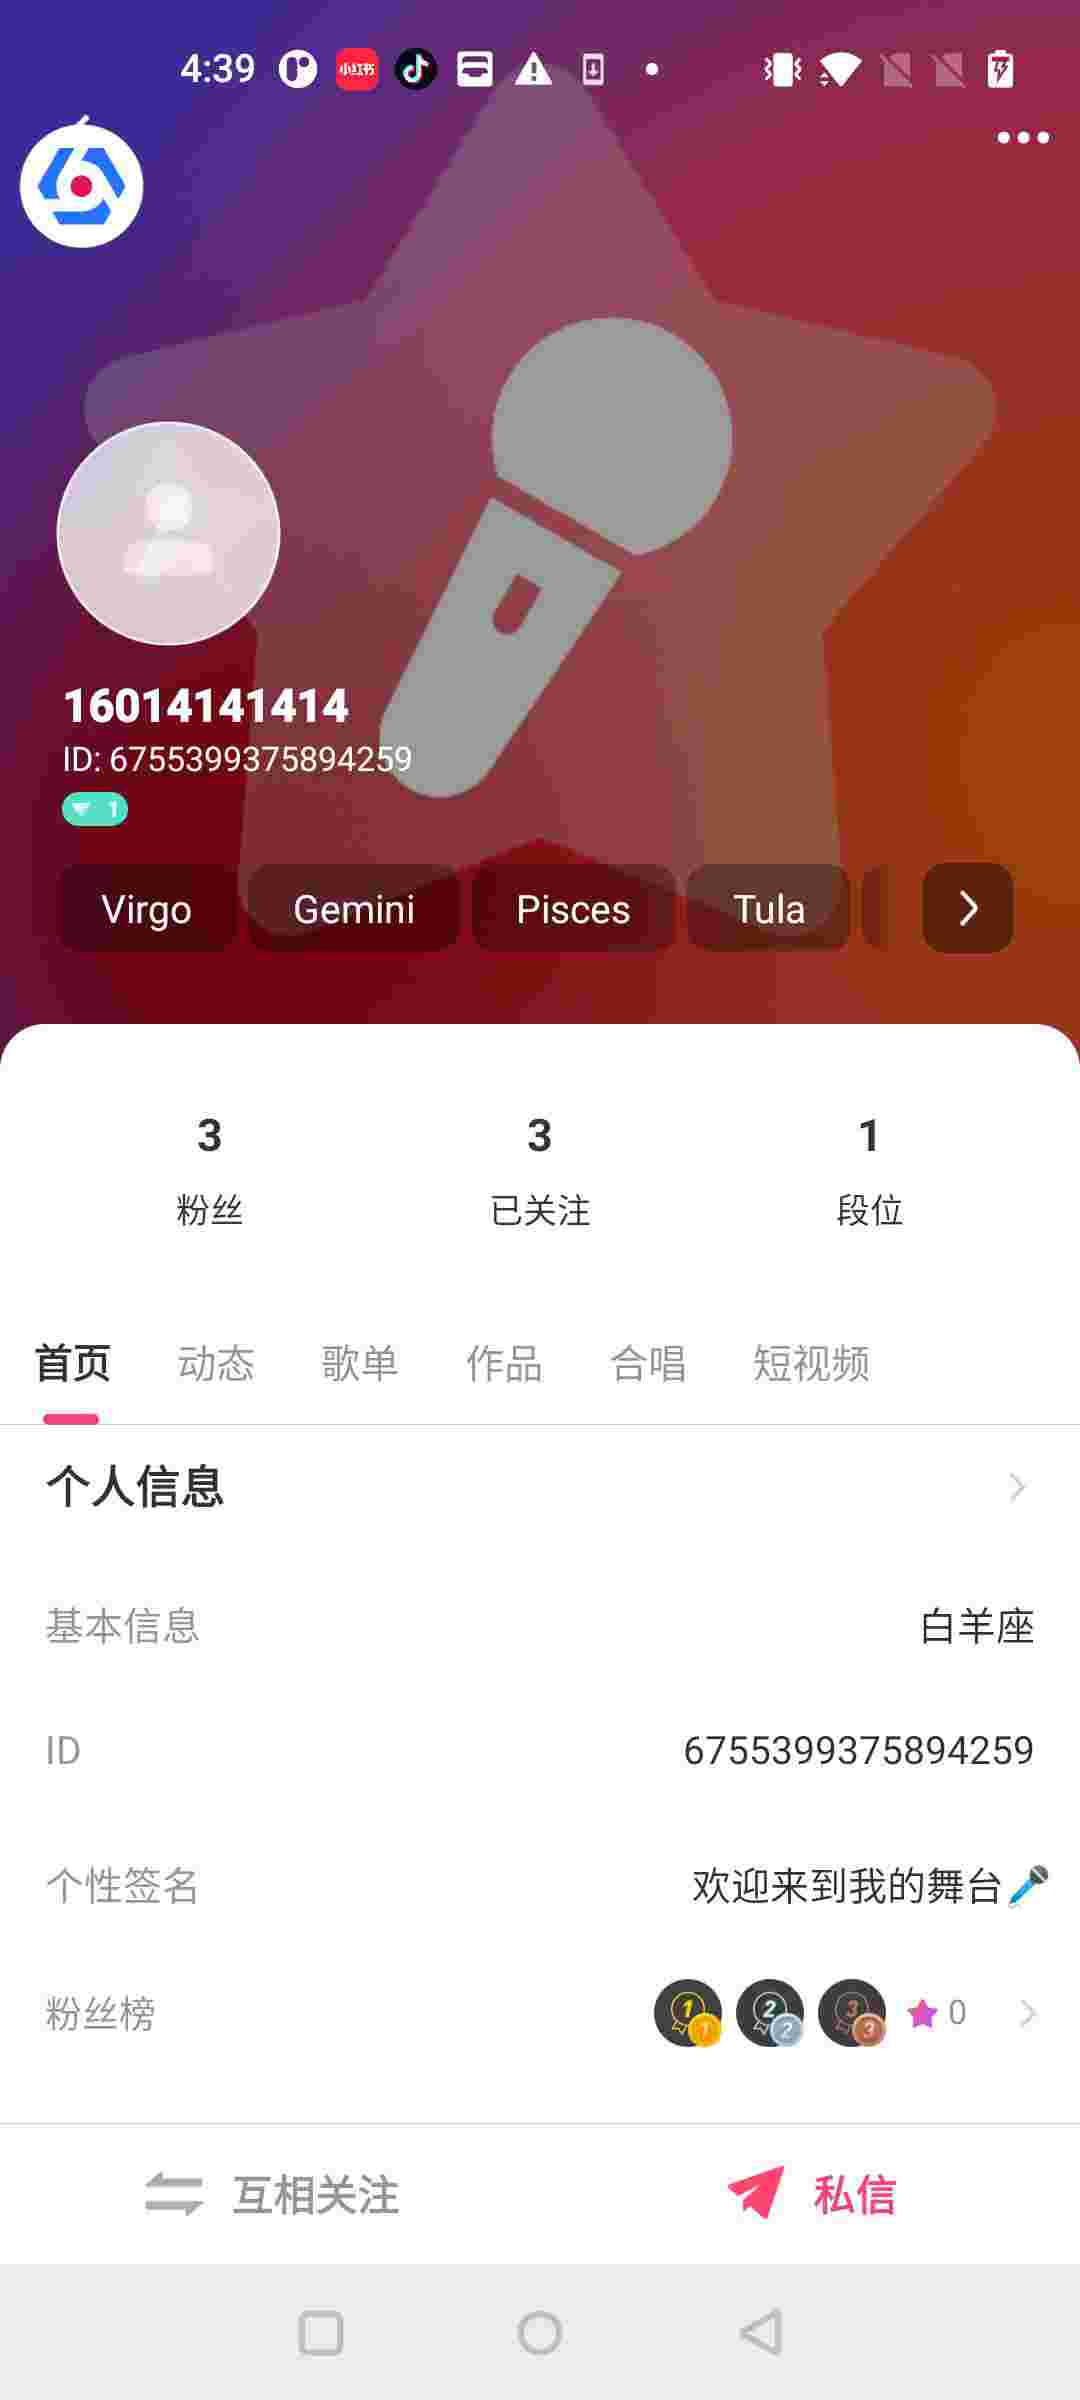 4:39
小红书
16014141414
ID: 6755399375894259
1
Virgo
Gemini
Pisces
Tula
3
3
1
粉丝
已关注
段位
首页
动态
歌单
作品
合唱
短视频
个人信息
基本信息
白羊座
ID
6755399375894259
个性签名
欢迎来到我的舞台🎤
粉丝榜
1 1
2 2
3 3
0
互相关注
私信